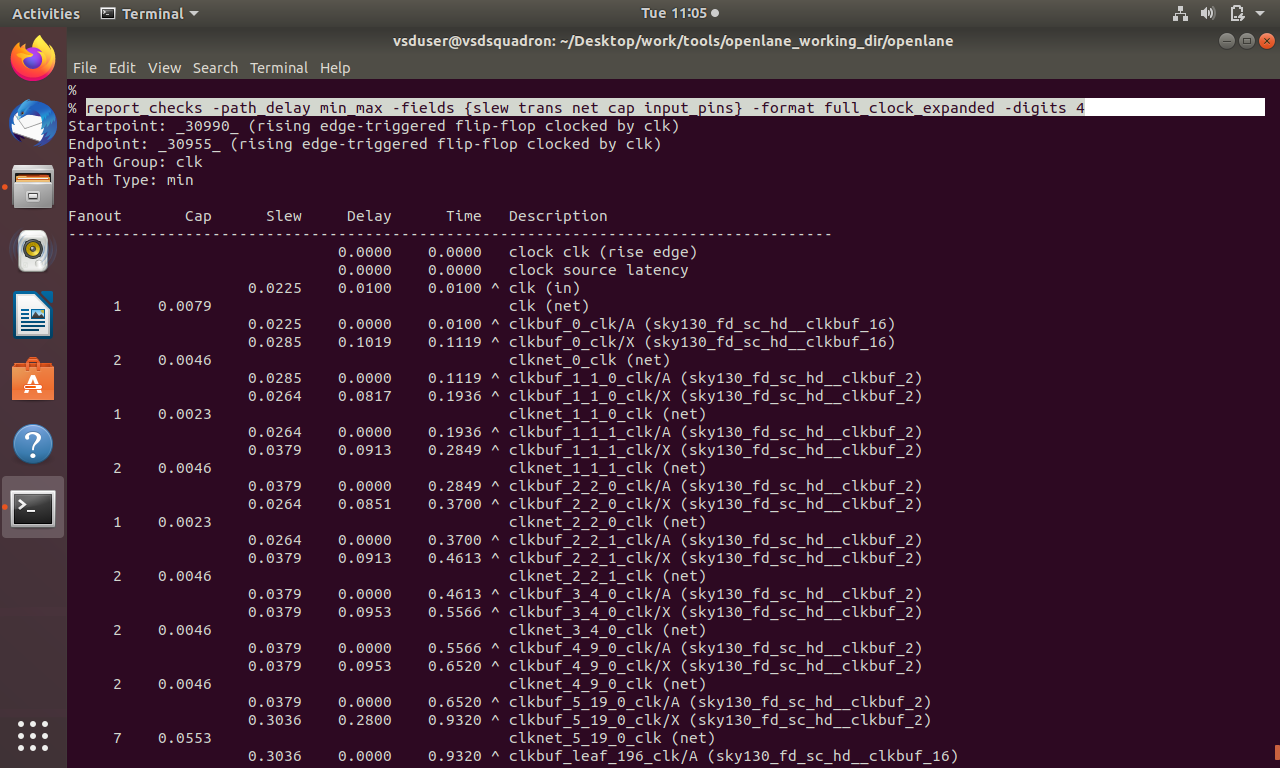 Activities Terminal Tue 11:05
vsduser@vsdsquadron: ~/Desktop/work/tools/openlane_working_dir/openlane
File Edit View Search Terminal Help
%
% report_checks -path_delay min_max -fields {slew trans net cap input_pins} -format full_clock_expanded -digits 4
Startpoint: _30990_ (rising edge-triggered flip-flop clocked by clk)
Endpoint: _30955_ (rising edge-triggered flip-flop clocked by clk)
Path Group: clk
Path Type: min
Fanout Cap Slew Delay Time Description
-------------------------------------------------------------------------------------
0.0000 0.0000 clock clk (rise edge)
0.0000 0.0000 clock source latency
0.0225 0.0100 0.0100 ^ clk (in)
1 0.0079 clk (net)
0.0225 0.0000 0.0100 ^ clkbuf_0_clk/A (sky130_fd_sc_hd__clkbuf_16)
0.0285 0.1019 0.1119 ^ clkbuf_0_clk/X (sky130_fd_sc_hd__clkbuf_16)
2 0.0046 clknet_0_clk (net)
0.0285 0.0000 0.1119 ^ clkbuf_1_1_0_clk/A (sky130_fd_sc_hd__clkbuf_2)
0.0264 0.0817 0.1936 ^ clkbuf_1_1_0_clk/X (sky130_fd_sc_hd__clkbuf_2)
1 0.0023 clknet_1_1_0_clk (net)
0.0264 0.0000 0.1936 ^ clkbuf_1_1_1_clk/A (sky130_fd_sc_hd__clkbuf_2)
0.0379 0.0913 0.2849 ^ clkbuf_1_1_1_clk/X (sky130_fd_sc_hd__clkbuf_2)
2 0.0046 clknet_1_1_1_clk (net)
0.0379 0.0000 0.2849 ^ clkbuf_2_2_0_clk/A (sky130_fd_sc_hd__clkbuf_2)
0.0264 0.0851 0.3700 ^ clkbuf_2_2_0_clk/X (sky130_fd_sc_hd__clkbuf_2)
1 0.0023 clknet_2_2_0_clk (net)
0.0264 0.0000 0.3700 ^ clkbuf_2_2_1_clk/A (sky130_fd_sc_hd__clkbuf_2)
0.0379 0.0913 0.4613 ^ clkbuf_2_2_1_clk/X (sky130_fd_sc_hd__clkbuf_2)
2 0.0046 clknet_2_2_1_clk (net)
0.0379 0.0000 0.4613 ^ clkbuf_3_4_0_clk/A (sky130_fd_sc_hd__clkbuf_2)
0.0379 0.0953 0.5566 ^ clkbuf_3_4_0_clk/X (sky130_fd_sc_hd__clkbuf_2)
2 0.0046 clknet_3_4_0_clk (net)
0.0379 0.0000 0.5566 ^ clkbuf_4_9_0_clk/A (sky130_fd_sc_hd__clkbuf_2)
0.0379 0.0953 0.6520 ^ clkbuf_4_9_0_clk/X (sky130_fd_sc_hd__clkbuf_2)
2 0.0046 clknet_4_9_0_clk (net)
0.0379 0.0000 0.6520 ^ clkbuf_5_19_0_clk/A (sky130_fd_sc_hd__clkbuf_2)
0.3036 0.2800 0.9320 ^ clkbuf_5_19_0_clk/X (sky130_fd_sc_hd__clkbuf_2)
7 0.0553 clknet_5_19_0_clk (net)
0.3036 0.0000 0.9320 ^ clkbuf_leaf_196_clk/A (sky130_fd_sc_hd__clkbuf_16)